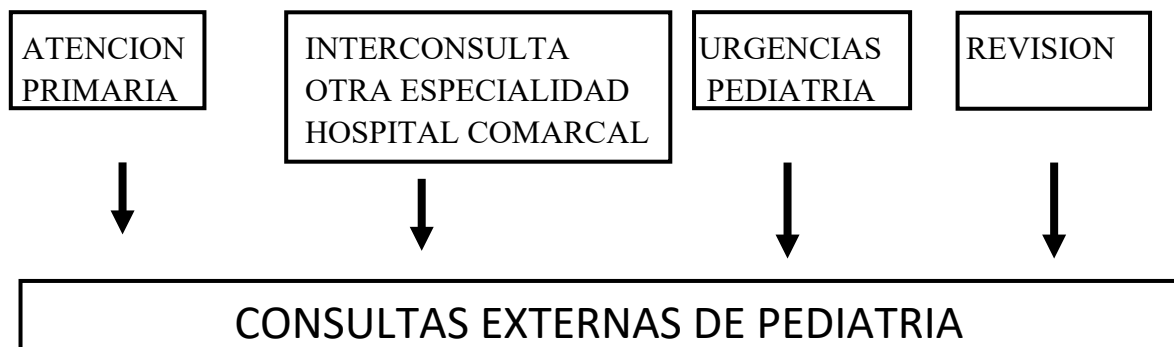 ATENCION
PRIMARIA
INTERCONSULTA
OTRA ESPECIALIDAD
HOSPITAL COMARCAL
URGENCIAS
PEDIATRIA
REVISION
CONSULTAS EXTERNAS DE PEDIATRIA